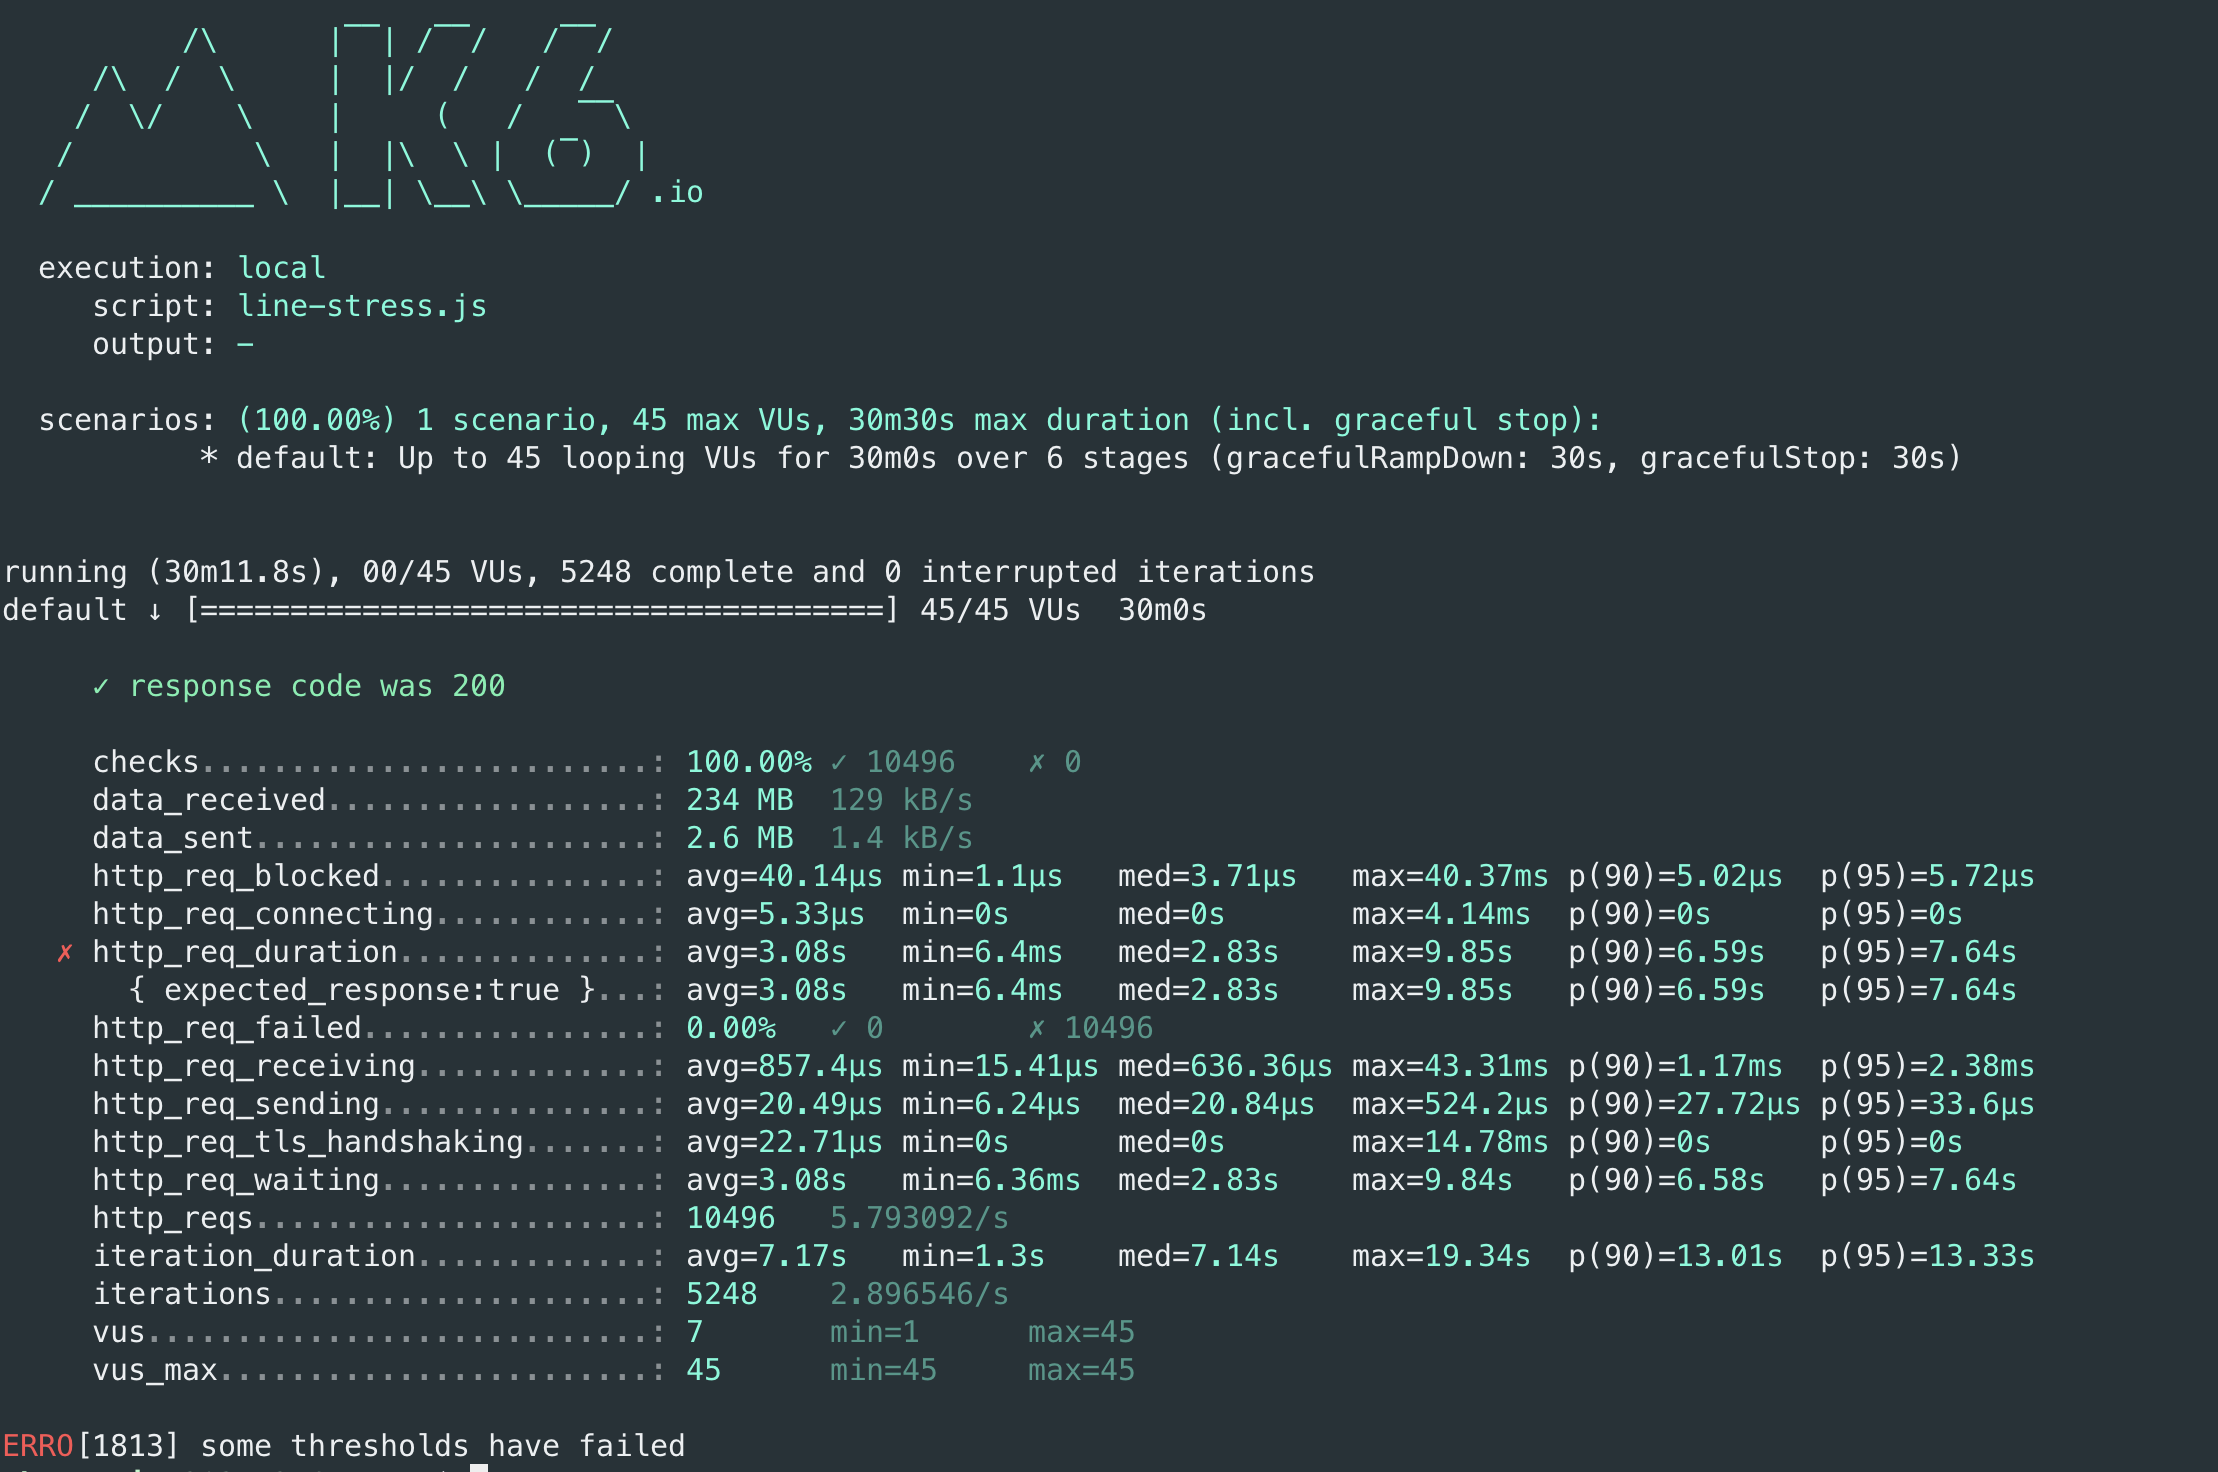 /\ |‾‾| /‾‾/ /‾‾/
/\ / \ | |/ / / /
/ \/ \ | ( / ‾‾\
/ \ | |\ \ | (‾) |
/ __________ \ |__| \__\ \_____/ .io
execution: local
script: line-stress.js
output: -
scenarios: (100.00%) 1 scenario, 45 max VUs, 30m30s max duration (incl. graceful stop):
* default: Up to 45 looping VUs for 30m0s over 6 stages (gracefulRampDown: 30s, gracefulStop: 30s)
running (30m11.8s), 00/45 VUs, 5248 complete and 0 interrupted iterations
default ↓ [======================================] 45/45 VUs 30m0s
✓ response code was 200
checks.........................: 100.00% ✓ 10496 ✗ 0
data_received..................: 234 MB 129 kB/s
data_sent......................: 2.6 MB 1.4 kB/s
http_req_blocked...............: avg=40.14µs min=1.1µs med=3.71µs max=40.37ms p(90)=5.02µs p(95)=5.72µs
http_req_connecting............: avg=5.33µs min=0s med=0s max=4.14ms p(90)=0s p(95)=0s
✗ http_req_duration..............: avg=3.08s min=6.4ms med=2.83s max=9.85s p(90)=6.59s p(95)=7.64s
{ expected_response:true }...: avg=3.08s min=6.4ms med=2.83s max=9.85s p(90)=6.59s p(95)=7.64s
http_req_failed................: 0.00% ✓ 0 ✗ 10496
http_req_receiving.............: avg=857.4µs min=15.41µs med=636.36µs max=43.31ms p(90)=1.17ms p(95)=2.38ms
http_req_sending...............: avg=20.49µs min=6.24µs med=20.84µs max=524.2µs p(90)=27.72µs p(95)=33.6µs
http_req_tls_handshaking.......: avg=22.71µs min=0s med=0s max=14.78ms p(90)=0s p(95)=0s
http_req_waiting...............: avg=3.08s min=6.36ms med=2.83s max=9.84s p(90)=6.58s p(95)=7.64s
http_reqs......................: 10496 5.793092/s
iteration_duration.............: avg=7.17s min=1.3s med=7.14s max=19.34s p(90)=13.01s p(95)=13.33s
iterations.....................: 5248 2.896546/s
vus............................: 7 min=1 max=45
vus_max........................: 45 min=45 max=45
ERRO[1813] some thresholds have failed